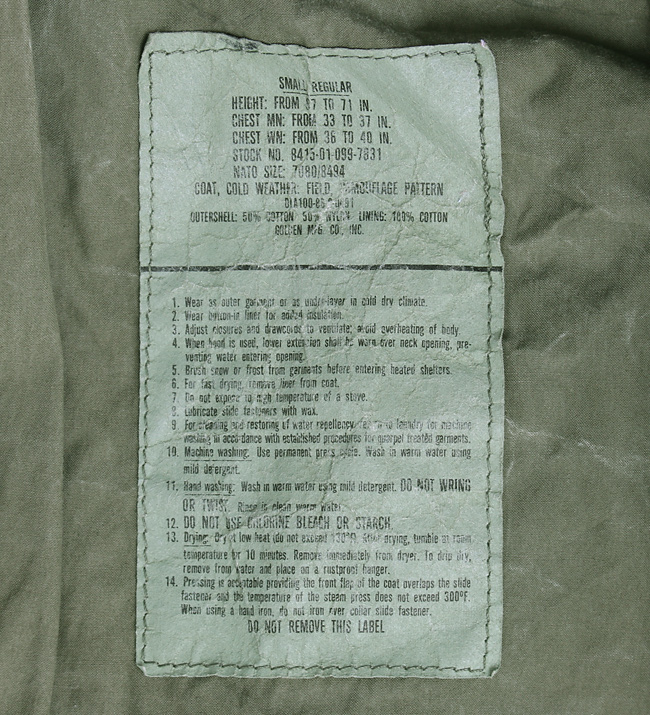 SMALL REGULAR
HEIGHT: FROM 67 TO 71 IN.
CHEST MN: FROM 33 TO 37 IN.
CHEST WN: FROM 36 TO 40 IN.
STOCK NO. 8415-01-099-7831
NATO SIZE: 7080/8494
COAT, COLD WEATHER: FIELD, CAMOUFLAGE PATTERN
OUTERSHELL: 50% COTTON 50% NYLON LINING: 100% COTTON
GOLDEN MFG. CO., INC.
1. Wear as outer garment or as under-layer in cold dry climate.
2. Wear button-in liner for added insulation.
3. Adjust closures and drawcords to ventilate; avoid overheating of body.
4. When hood is used, lower extension shall be worn over neck opening, pre-
venting water entering opening.
5. Brush snow or frost from garments before entering heated shelters.
6. For fast drying, remove liner from coat.
7. Do not expose to high temperature of a stove.
8. Lubricate slide fasteners with wax.
9. For cleaning and restoring of water repellency, return to laundry for machine
washing in accordance with established procedures for quarpel treated garments.
10. Machine washing: Use permanent press cycle. Wash in warm water using
mild detergent.
11. Hand washing: Wash in warm water using mild detergent. DO NOT WRING
OR TWIST. Rinse in clean warm water.
12. DO NOT USE CHLORINE BLEACH OR STARCH.
13. Drying: Dry at low heat (do not exceed 130°F). After drying, tumble at room
temperature for 10 minutes. Remove immediately from dryer. To drip dry,
remove from water and place on a rustproof hanger.
14. Pressing is acceptable providing the front flap of the coat overlaps the slide
fastener and the temperature of the steam press does not exceed 300°F.
When using a hand iron, do not iron over collar slide fastener.
DO NOT REMOVE THIS LABEL